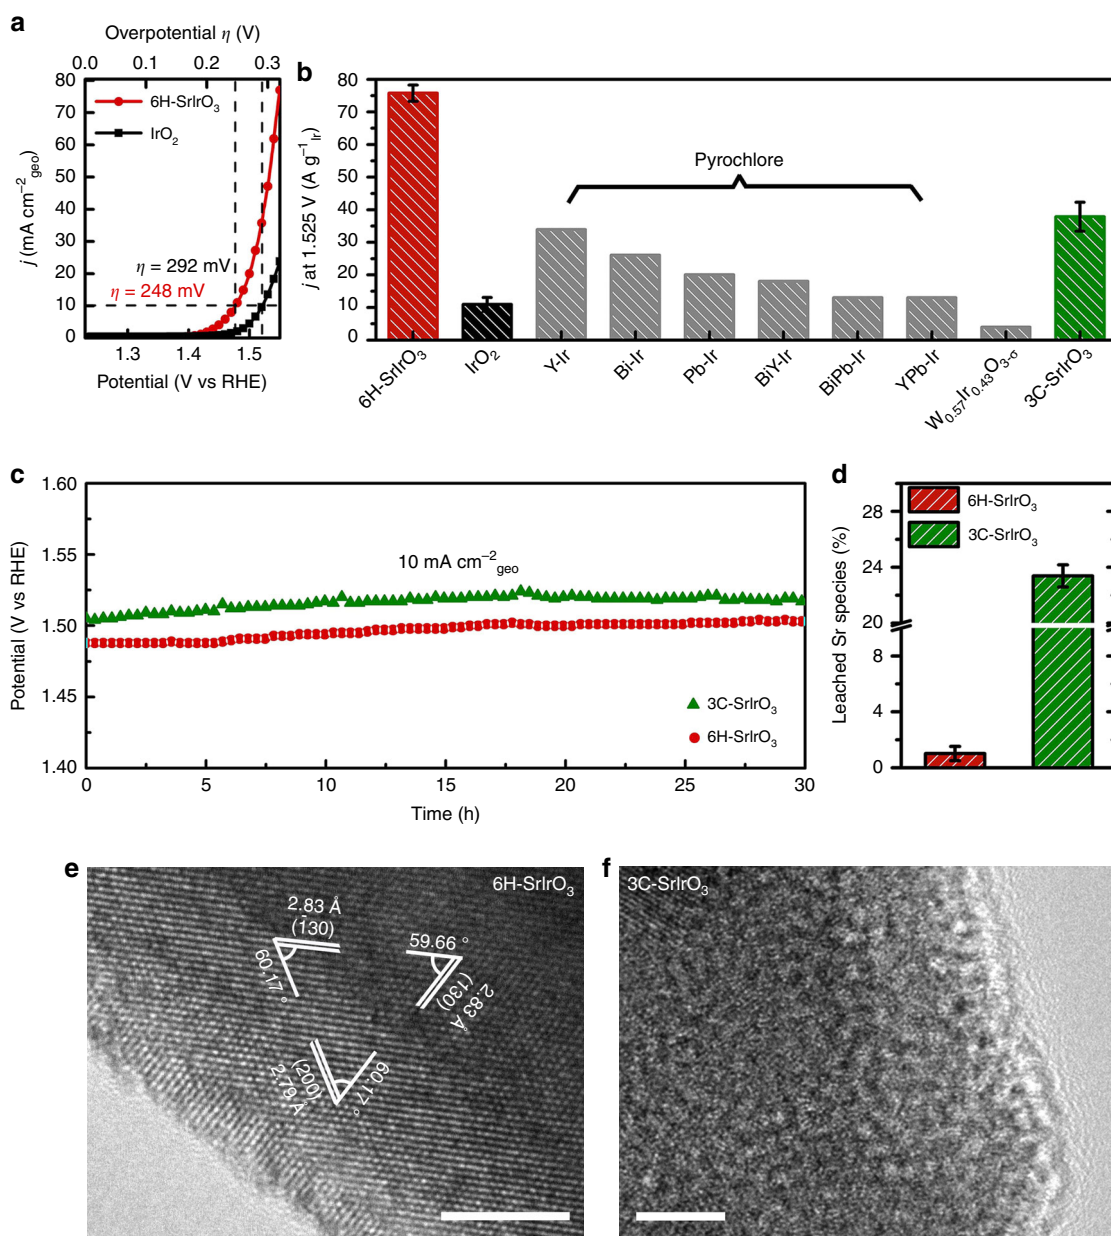 a
Overpotential η (V)
0.0 0.1 0.2 0.3
80
70
60
50
40
30
20
10
0
6H-SrIrO₃
IrO₂
η = 292 mV
η = 248 mV
j (mA cm⁻²geo)
1.3 1.4 1.5
Potential (V vs RHE)
b
80
60
40
20
0
j at 1.525 V (A g⁻¹Ir)
Pyrochlore
6H-SrIrO₃
IrO₂
Y-Ir
Bi-Ir
Pb-Ir
BiY-Ir
BiPb-Ir
YPb-Ir
W₀.₅₇Ir₀.₄₃O₃₋σ
3C-SrIrO₃
c
1.60
1.55
1.50
1.45
1.40
Potential (V vs RHE)
10 mA cm⁻²geo
3C-SrIrO₃
6H-SrIrO₃
0 5 10 15 20 25 30
Time (h)
d
28
24
20
8
4
0
Leached Sr species (%)
6H-SrIrO₃
3C-SrIrO₃
e
6H-SrIrO₃
2.83 Å
(1̄30)
60.17 °
59.66 °
(130)
2.83 Å
(200)
2.79 Å
60.17 °
f
3C-SrIrO₃